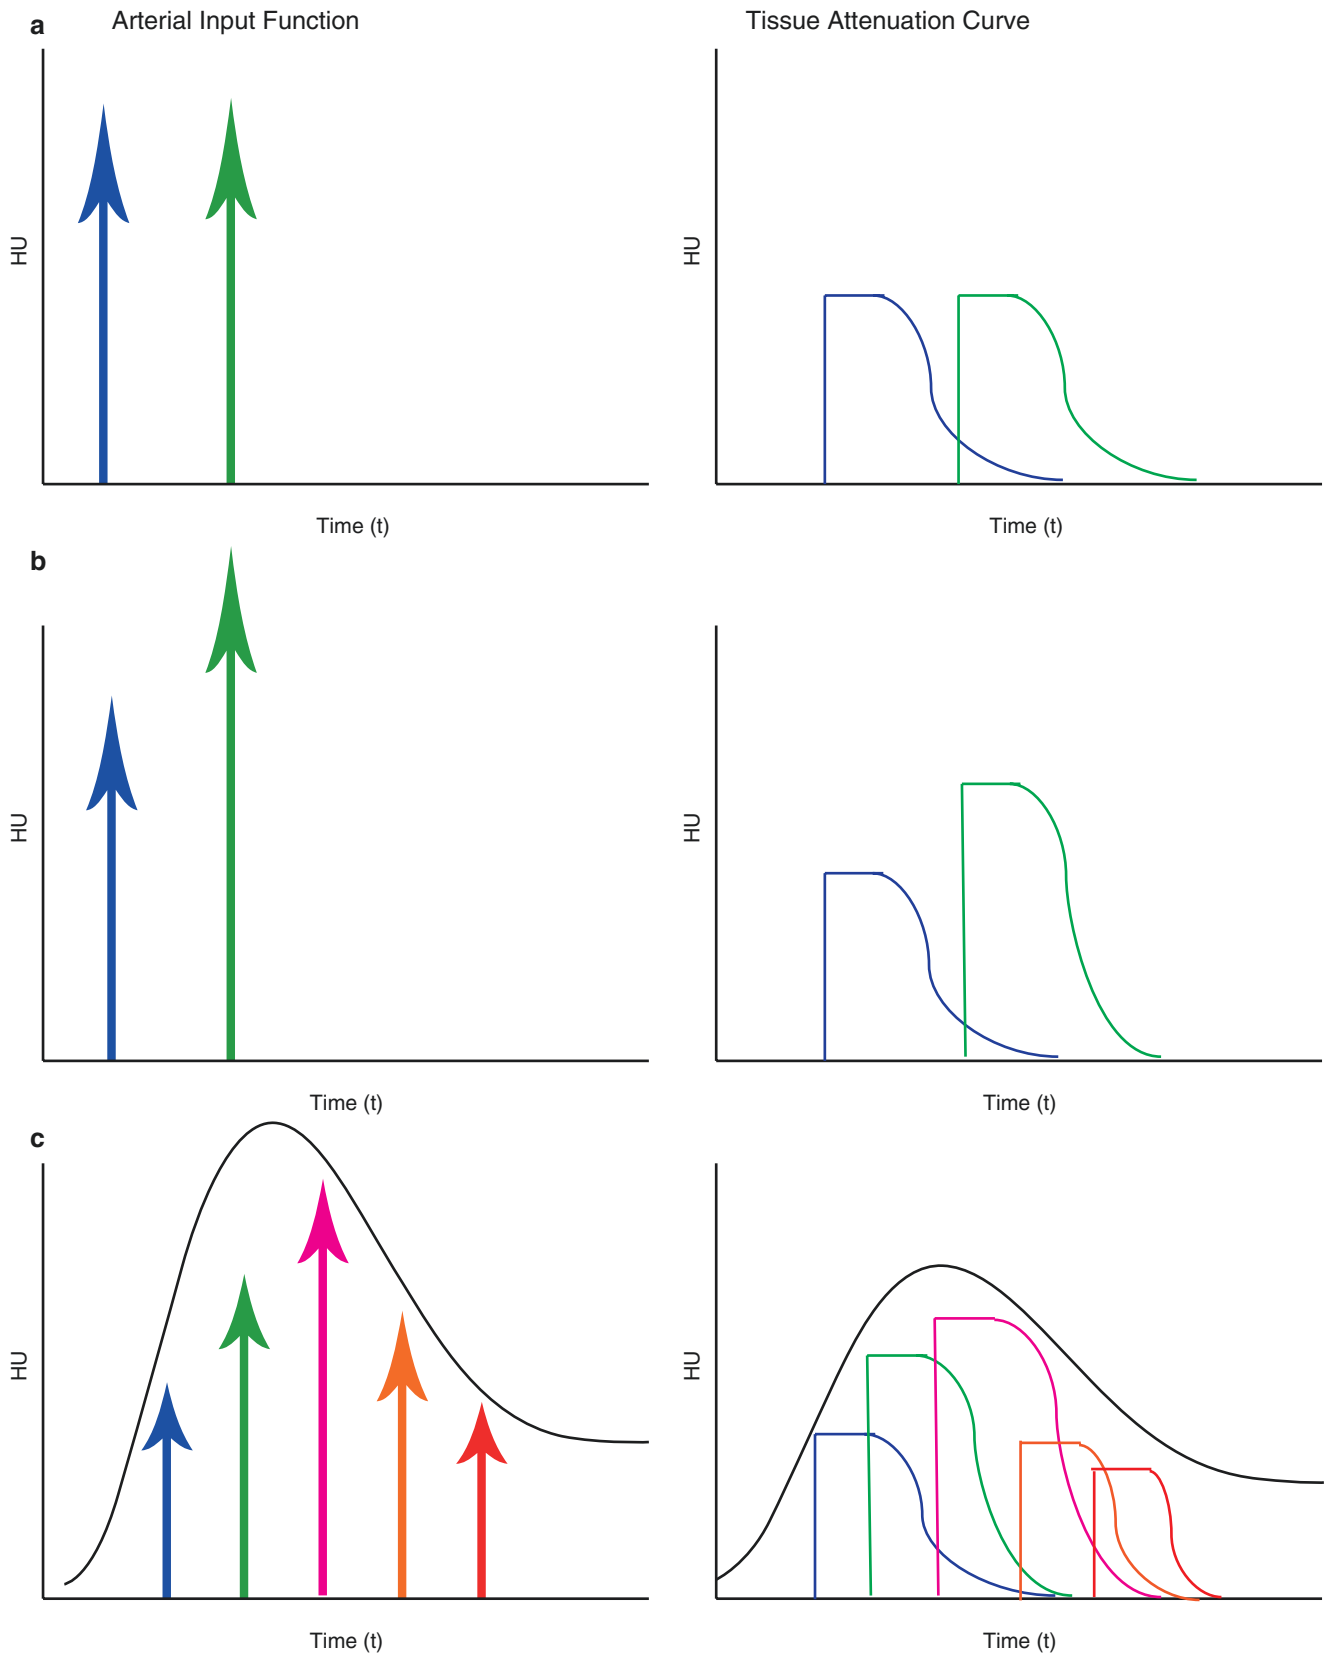 a
Arterial Input Function
Tissue Attenuation Curve
HU
HU
Time (t)
Time (t)
b
HU
HU
Time (t)
Time (t)
c
HU
HU
Time (t)
Time (t)